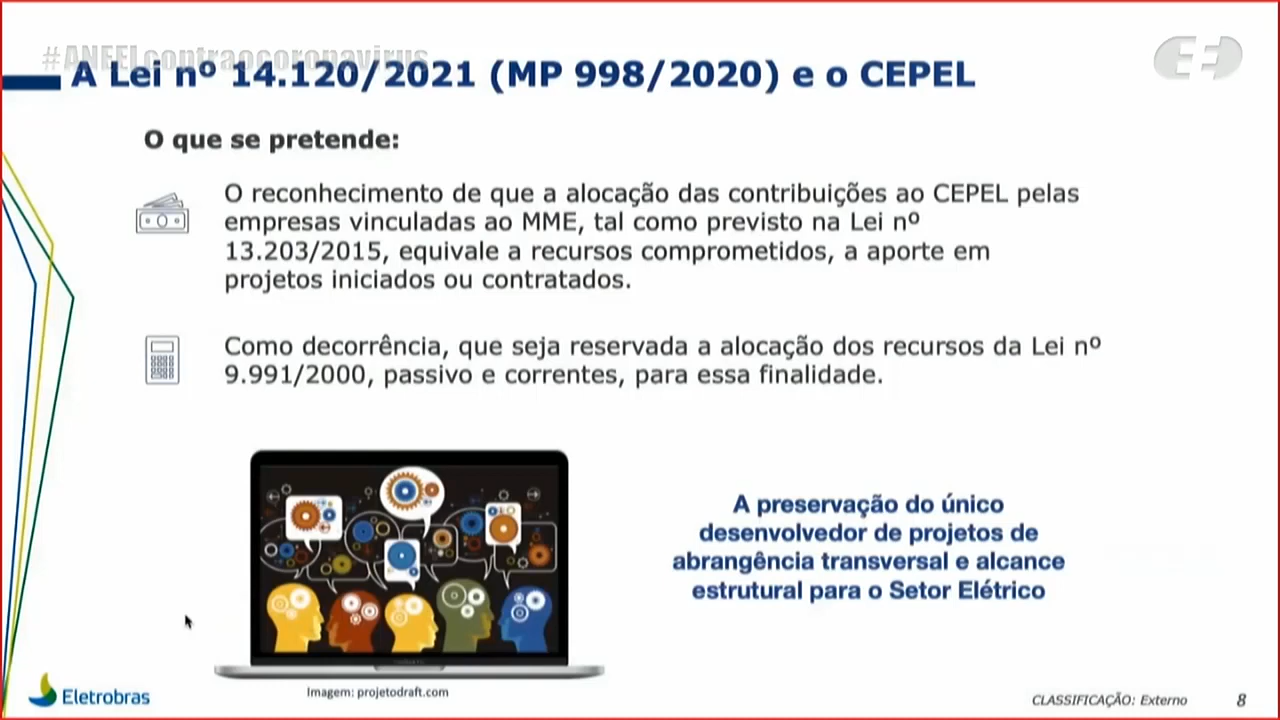 #ANEELcontraocoronavirus
A Lei nº 14.120/2021 (MP 998/2020) e o CEPEL
O que se pretende:
O reconhecimento de que a alocação das contribuições ao CEPEL pelas
empresas vinculadas ao MME, tal como previsto na Lei nº
13.203/2015, equivale a recursos comprometidos, a aporte em
projetos iniciados ou contratados.
Como decorrência, que seja reservada a alocação dos recursos da Lei nº
9.991/2000, passivo e correntes, para essa finalidade.
A preservação do único
desenvolvedor de projetos de
abrangência transversal e alcance
estrutural para o Setor Elétrico
Imagem: projetodraft.com
Eletrobras
CLASSIFICAÇÃO: Externo
8